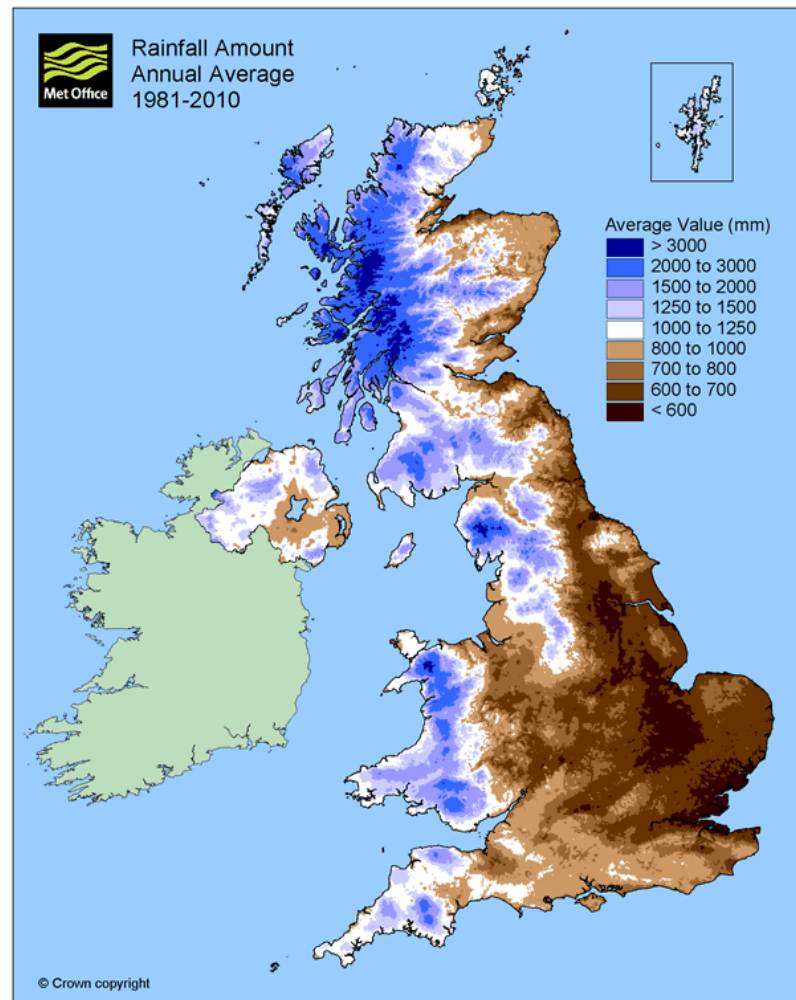 Met Office
Rainfall Amount
Annual Average
1981-2010
Average Value (mm)
> 3000
2000 to 3000
1500 to 2000
1250 to 1500
1000 to 1250
800 to 1000
700 to 800
600 to 700
< 600
© Crown copyright